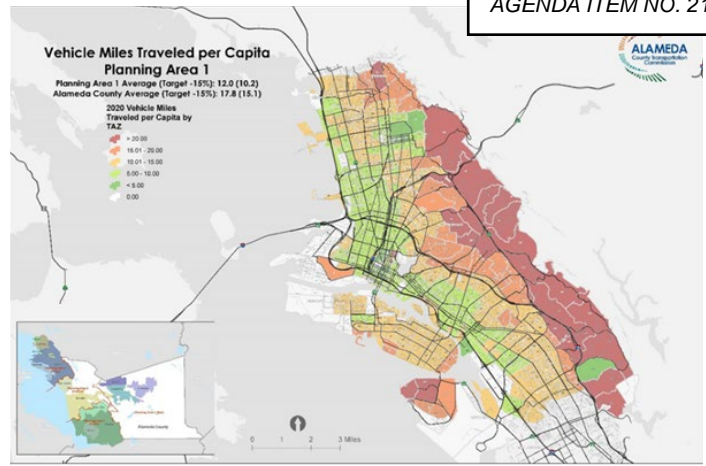 AGENDA ITEM NO. 21
Vehicle Miles Traveled per Capita
Planning Area 1
Planning Area 1 Average (Target -15%): 12.0 (10.2)
Alameda County Average (Target -15%): 17.8 (15.1)
2020 Vehicle Miles
Traveled per Capita by
TAZ
> 20.00
15.01 - 20.00
10.01 - 15.00
5.00 - 10.00
< 5.00
0.00
ALAMEDA
County Transportation
Commission
Alameda County
0 1 2 3 Miles